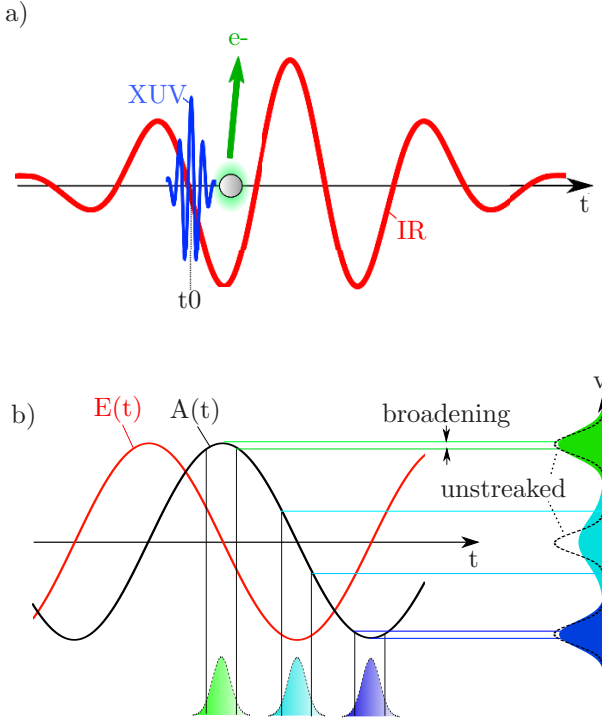 a)
e-
XUV
t
IR
t0
b)
E(t)
A(t)
broadening
v
unstreaked
t